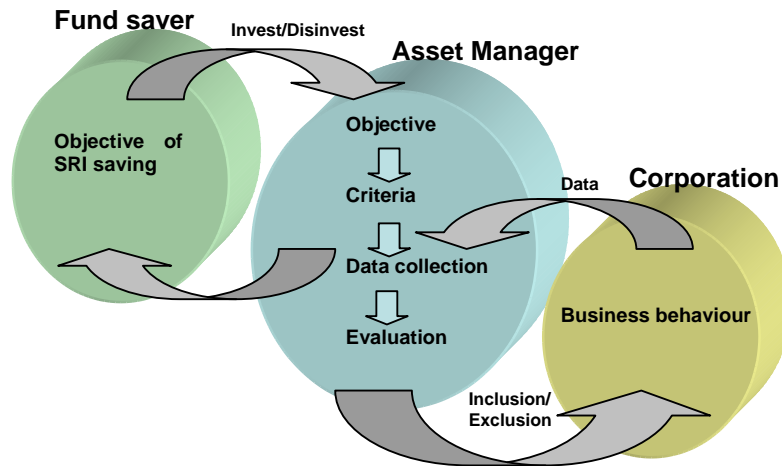 Fund saver
Invest/Disinvest
Asset Manager
Objective of
SRI saving
Objective
Criteria
Data collection
Evaluation
Data
Corporation
Business behaviour
Inclusion/
Exclusion